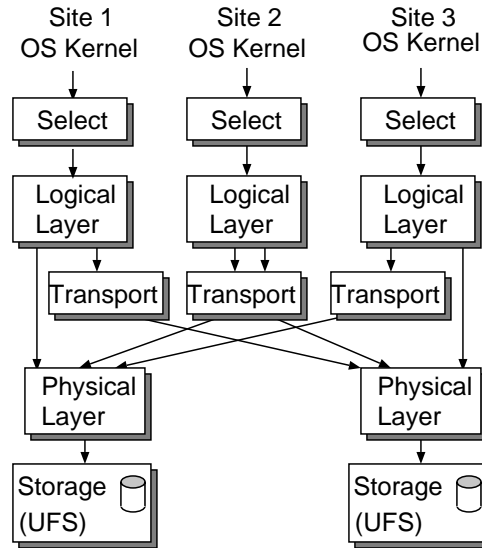 Site 1
OS Kernel
Site 2
OS Kernel
Site 3
OS Kernel
Select
Select
Select
Logical
Layer
Logical
Layer
Logical
Layer
Transport
Transport
Transport
Physical
Layer
Physical
Layer
Storage
(UFS)
Storage
(UFS)